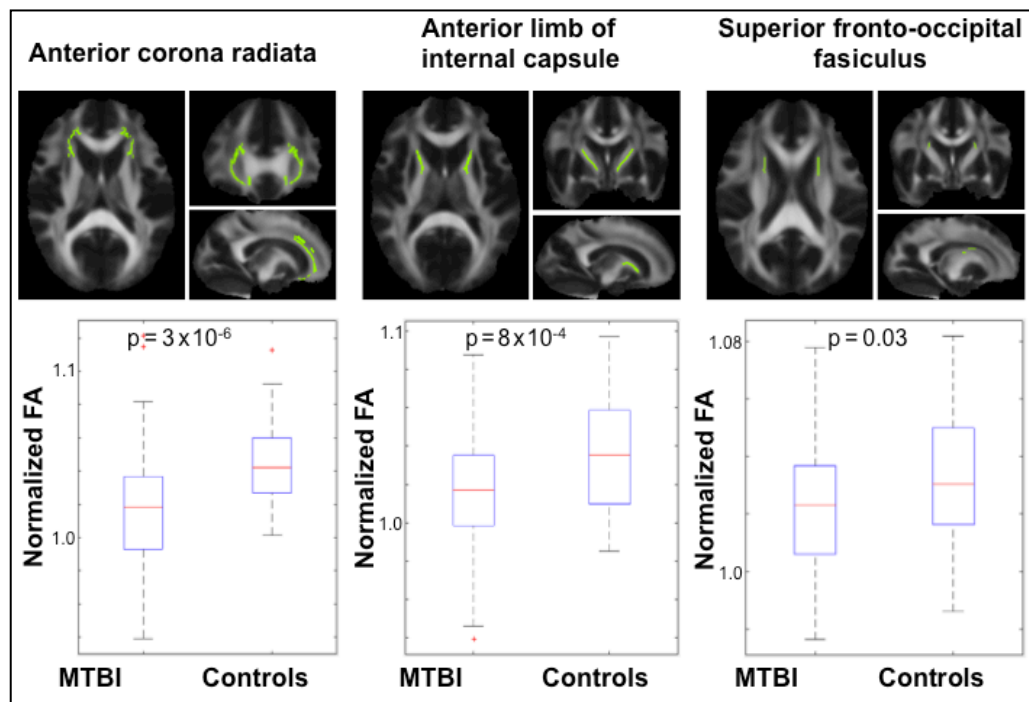 Anterior corona radiata
Anterior limb of
internal capsule
Superior fronto-occipital
fasiculus
p = 3 x 10-6
1.1
1.0
Normalized FA
MTBI Controls
p = 8 x 10-4
1.1
1.0
Normalized FA
MTBI Controls
p = 0.03
1.08
1.0
Normalized FA
MTBI Controls